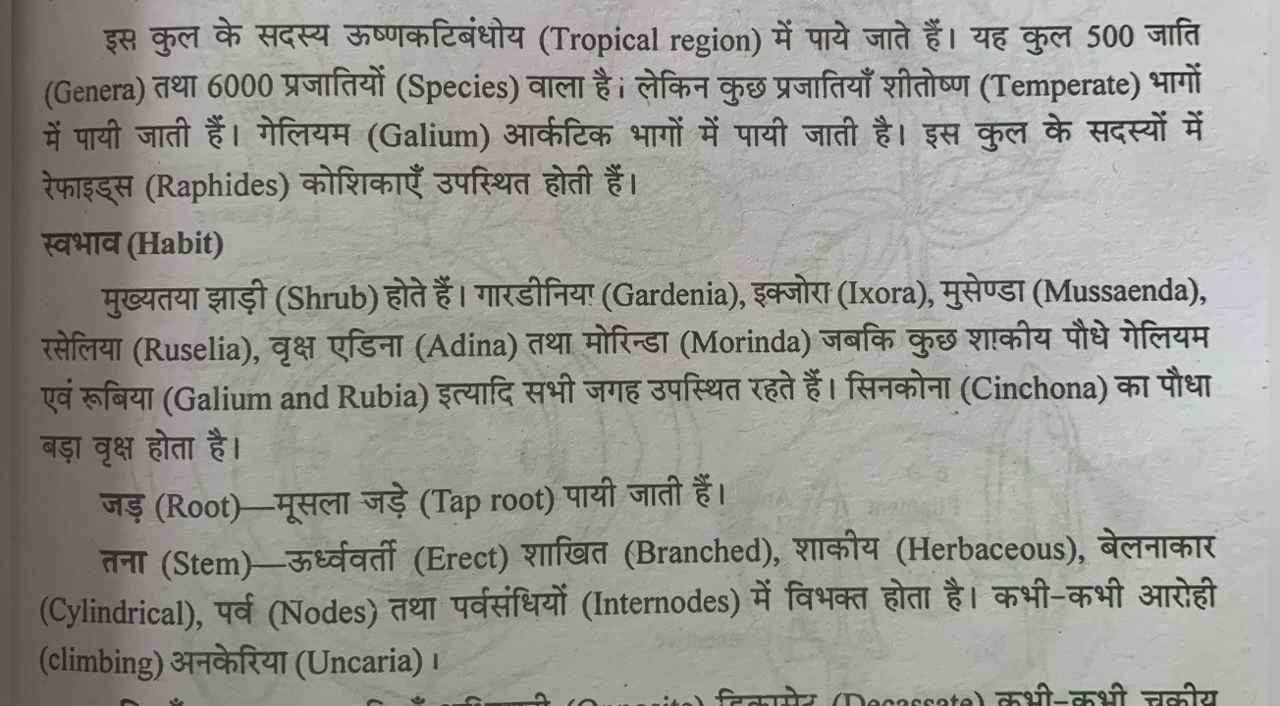 इस कुल के सदस्य ऊष्णकटिबंधोय (Tropical region) में पाये जाते हैं। यह कुल 500 जाति
(Genera) तथा 6000 प्रजातियों (Species) वाला है; लेकिन कुछ प्रजातियाँ शीतोष्ण (Temperate) भागों
में पायी जाती हैं। गेलियम (Galium) आर्कटिक भागों में पायी जाती है। इस कुल के सदस्यों में
रेफाइड्स (Raphides) कोशिकाएँ उपस्थित होती हैं।
स्वभाव (Habit)
मुख्यतया झाड़ी (Shrub) होते हैं। गारडीनिया (Gardenia), इक्जोरा (Ixora), मुसेण्डा (Mussaenda),
रसेलिया (Ruselia), वृक्ष एडिना (Adina) तथा मोरिन्डा (Morinda) जबकि कुछ शाकीय पौधे गेलियम
एवं रूबिया (Galium and Rubia) इत्यादि सभी जगह उपस्थित रहते हैं। सिनकोना (Cinchona) का पौधा
बड़ा वृक्ष होता है।
जड़ (Root)—मूसला जड़े (Tap root) पायी जाती हैं।
तना (Stem)—ऊर्ध्ववर्ती (Erect) शाखित (Branched), शाकीय (Herbaceous), बेलनाकार
(Cylindrical), पर्व (Nodes) तथा पर्वसंधियों (Internodes) में विभक्त होता है। कभी-कभी आरोही
(climbing) अनकेरिया (Uncaria)।
(Decassate) कभी-कभी चक्रीय